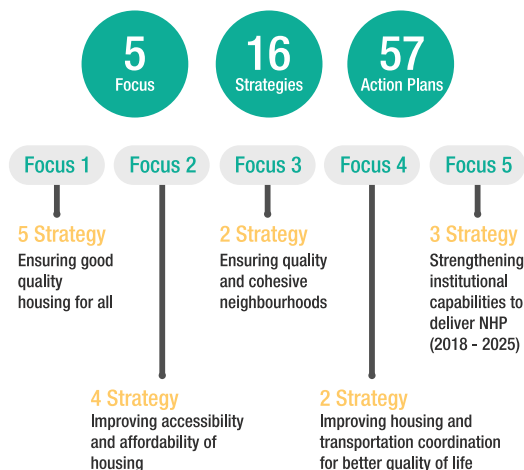 5
Focus
16
Strategies
57
Action Plans
Focus 1
Focus 2
Focus 3
Focus 4
Focus 5
5 Strategy
Ensuring good
quality
housing for all
2 Strategy
Ensuring quality
and cohesive
neighbourhoods
3 Strategy
Strengthening
institutional
capabilities to
deliver NHP
(2018 - 2025)
4 Strategy
Improving accessibility
and affordability of
housing
2 Strategy
Improving housing and
transportation coordination
for better quality of life